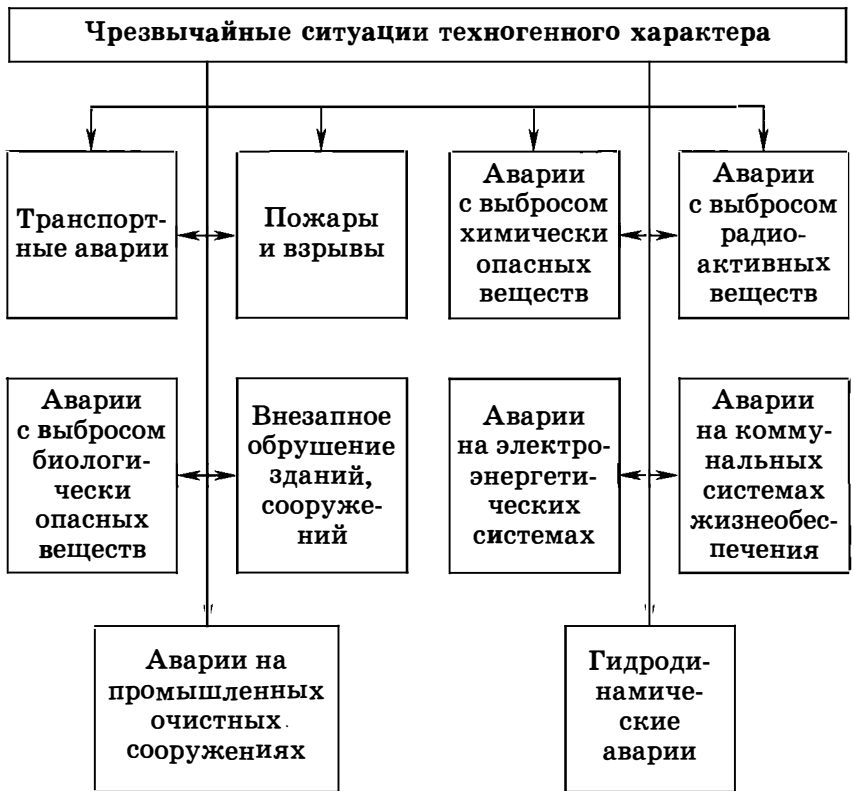 Чрезвычайные ситуации техногенного характера
Транспорт-
ные аварии
Пожары
и взрывы
Аварии
с выбросом
химически
опасных
веществ
Аварии
с выбросом
радио-
активных
веществ
Аварии
с выбросом
биологи-
чески
опасных
веществ
Внезапное
обрушение
зданий,
сооруже-
ний
Аварии
на электро-
энергети-
ческих
системах
Аварии
на комму-
нальных
системах
жизнеобес-
печения
Аварии на
промышленных
очистных
сооружениях
Гидроди-
намиче-
ские
аварии